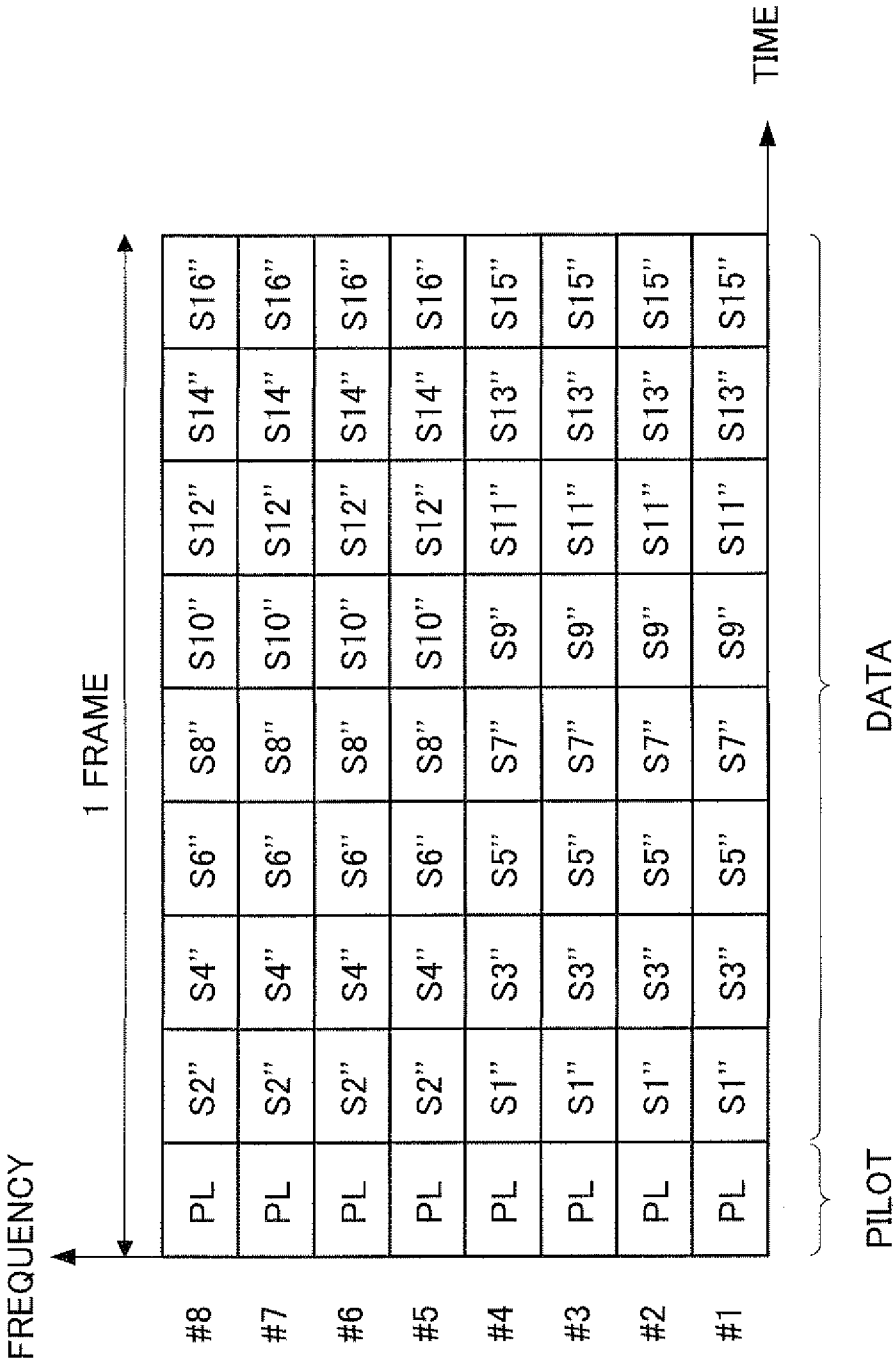 FREQUENCY
1 FRAME
#8 PL S2" S4" S6" S8" S10" S12" S14" S16"
#7 PL S2" S4" S6" S8" S10" S12" S14" S16"
#6 PL S2" S4" S6" S8" S10" S12" S14" S16"
#5 PL S2" S4" S6" S8" S10" S12" S14" S16"
#4 PL S1" S3" S5" S7" S9" S11" S13" S15"
#3 PL S1" S3" S5" S7" S9" S11" S13" S15"
#2 PL S1" S3" S5" S7" S9" S11" S13" S15"
#1 PL S1" S3" S5" S7" S9" S11" S13" S15"
TIME
PILOT DATA